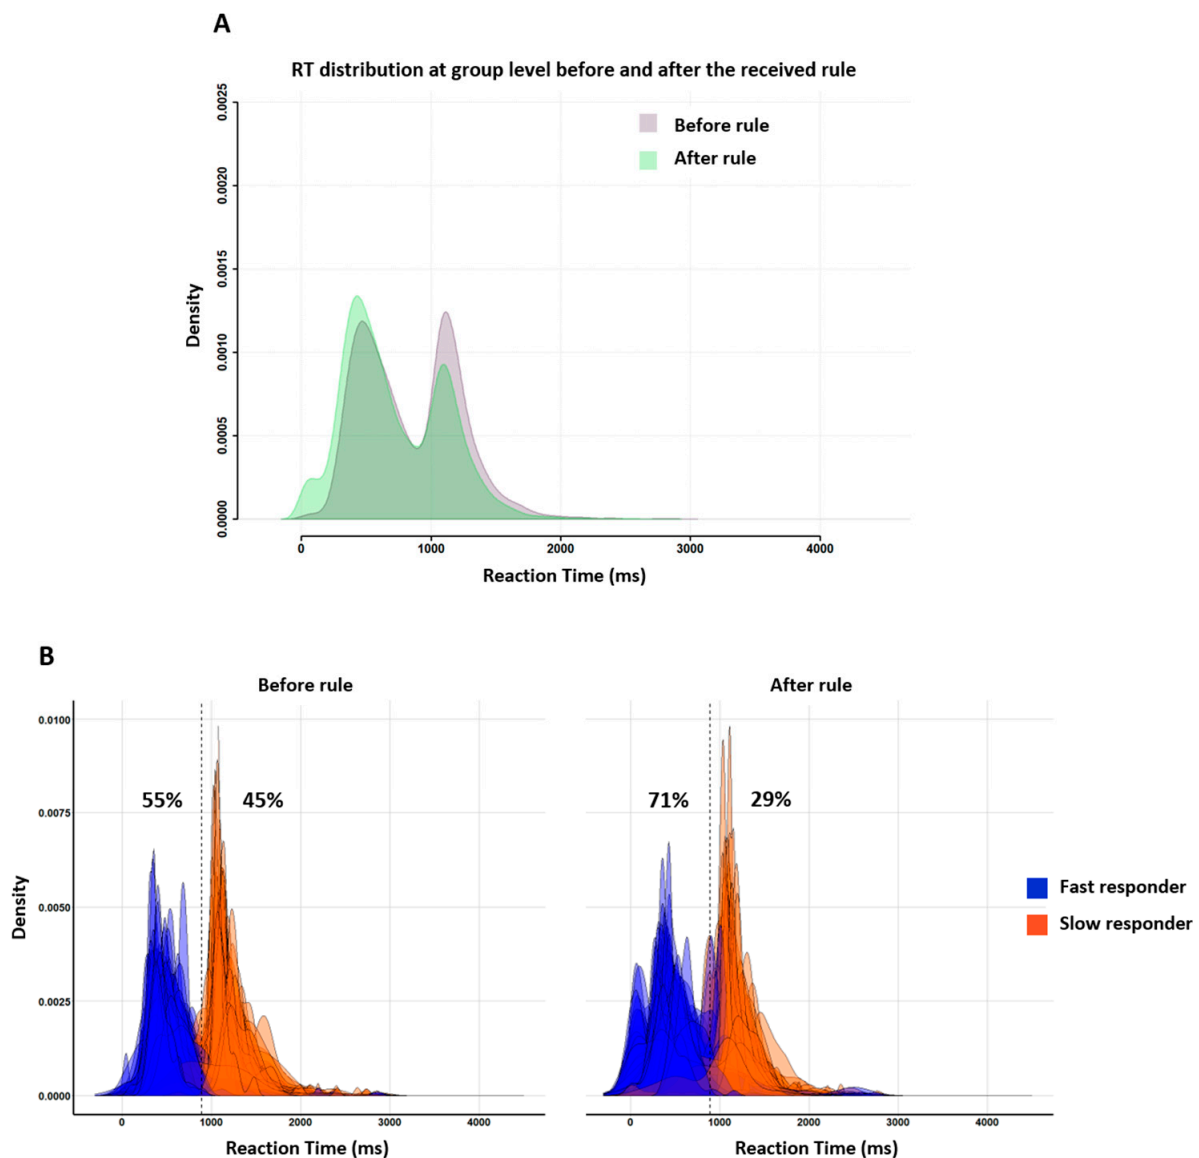 A
RT distribution at group level before and after the received rule
Before rule
After rule
Density
0.0025
0.0020
0.0015
0.0010
0.0005
0.0000
0 1000 2000 3000 4000
Reaction Time (ms)
B
Before rule
Density
0.0100
0.0075
0.0050
0.0025
0.0000
55% 45%
0 1000 2000 3000 4000
Reaction Time (ms)
After rule
71% 29%
0 1000 2000 3000 4000
Reaction Time (ms)
Fast responder
Slow responder